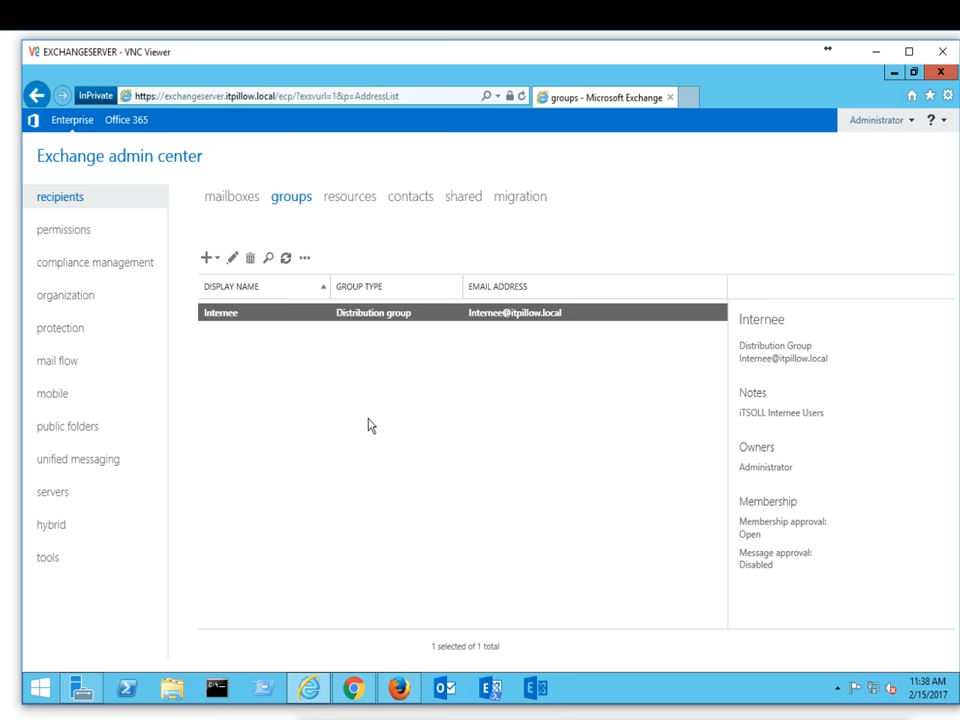 EXCHANGESERVER - VNC Viewer
InPrivate https://exchangeserver.itpillow.local/ecp/?exsvurl=1&p=AddressList groups - Microsoft Exchange
Enterprise Office 365 Administrator ?
Exchange admin center
recipients
permissions
compliance management
organization
protection
mail flow
mobile
public folders
unified messaging
servers
hybrid
tools
mailboxes groups resources contacts shared migration
DISPLAY NAME GROUP TYPE EMAIL ADDRESS
Internee Distribution group Internee@itpillow.local
1 selected of 1 total
Internee
Distribution Group
Internee@itpillow.local
Notes
iTSOLL Internee Users
Owners
Administrator
Membership
Membership approval:
Open
Message approval:
Disabled
11:38 AM
2/15/2017